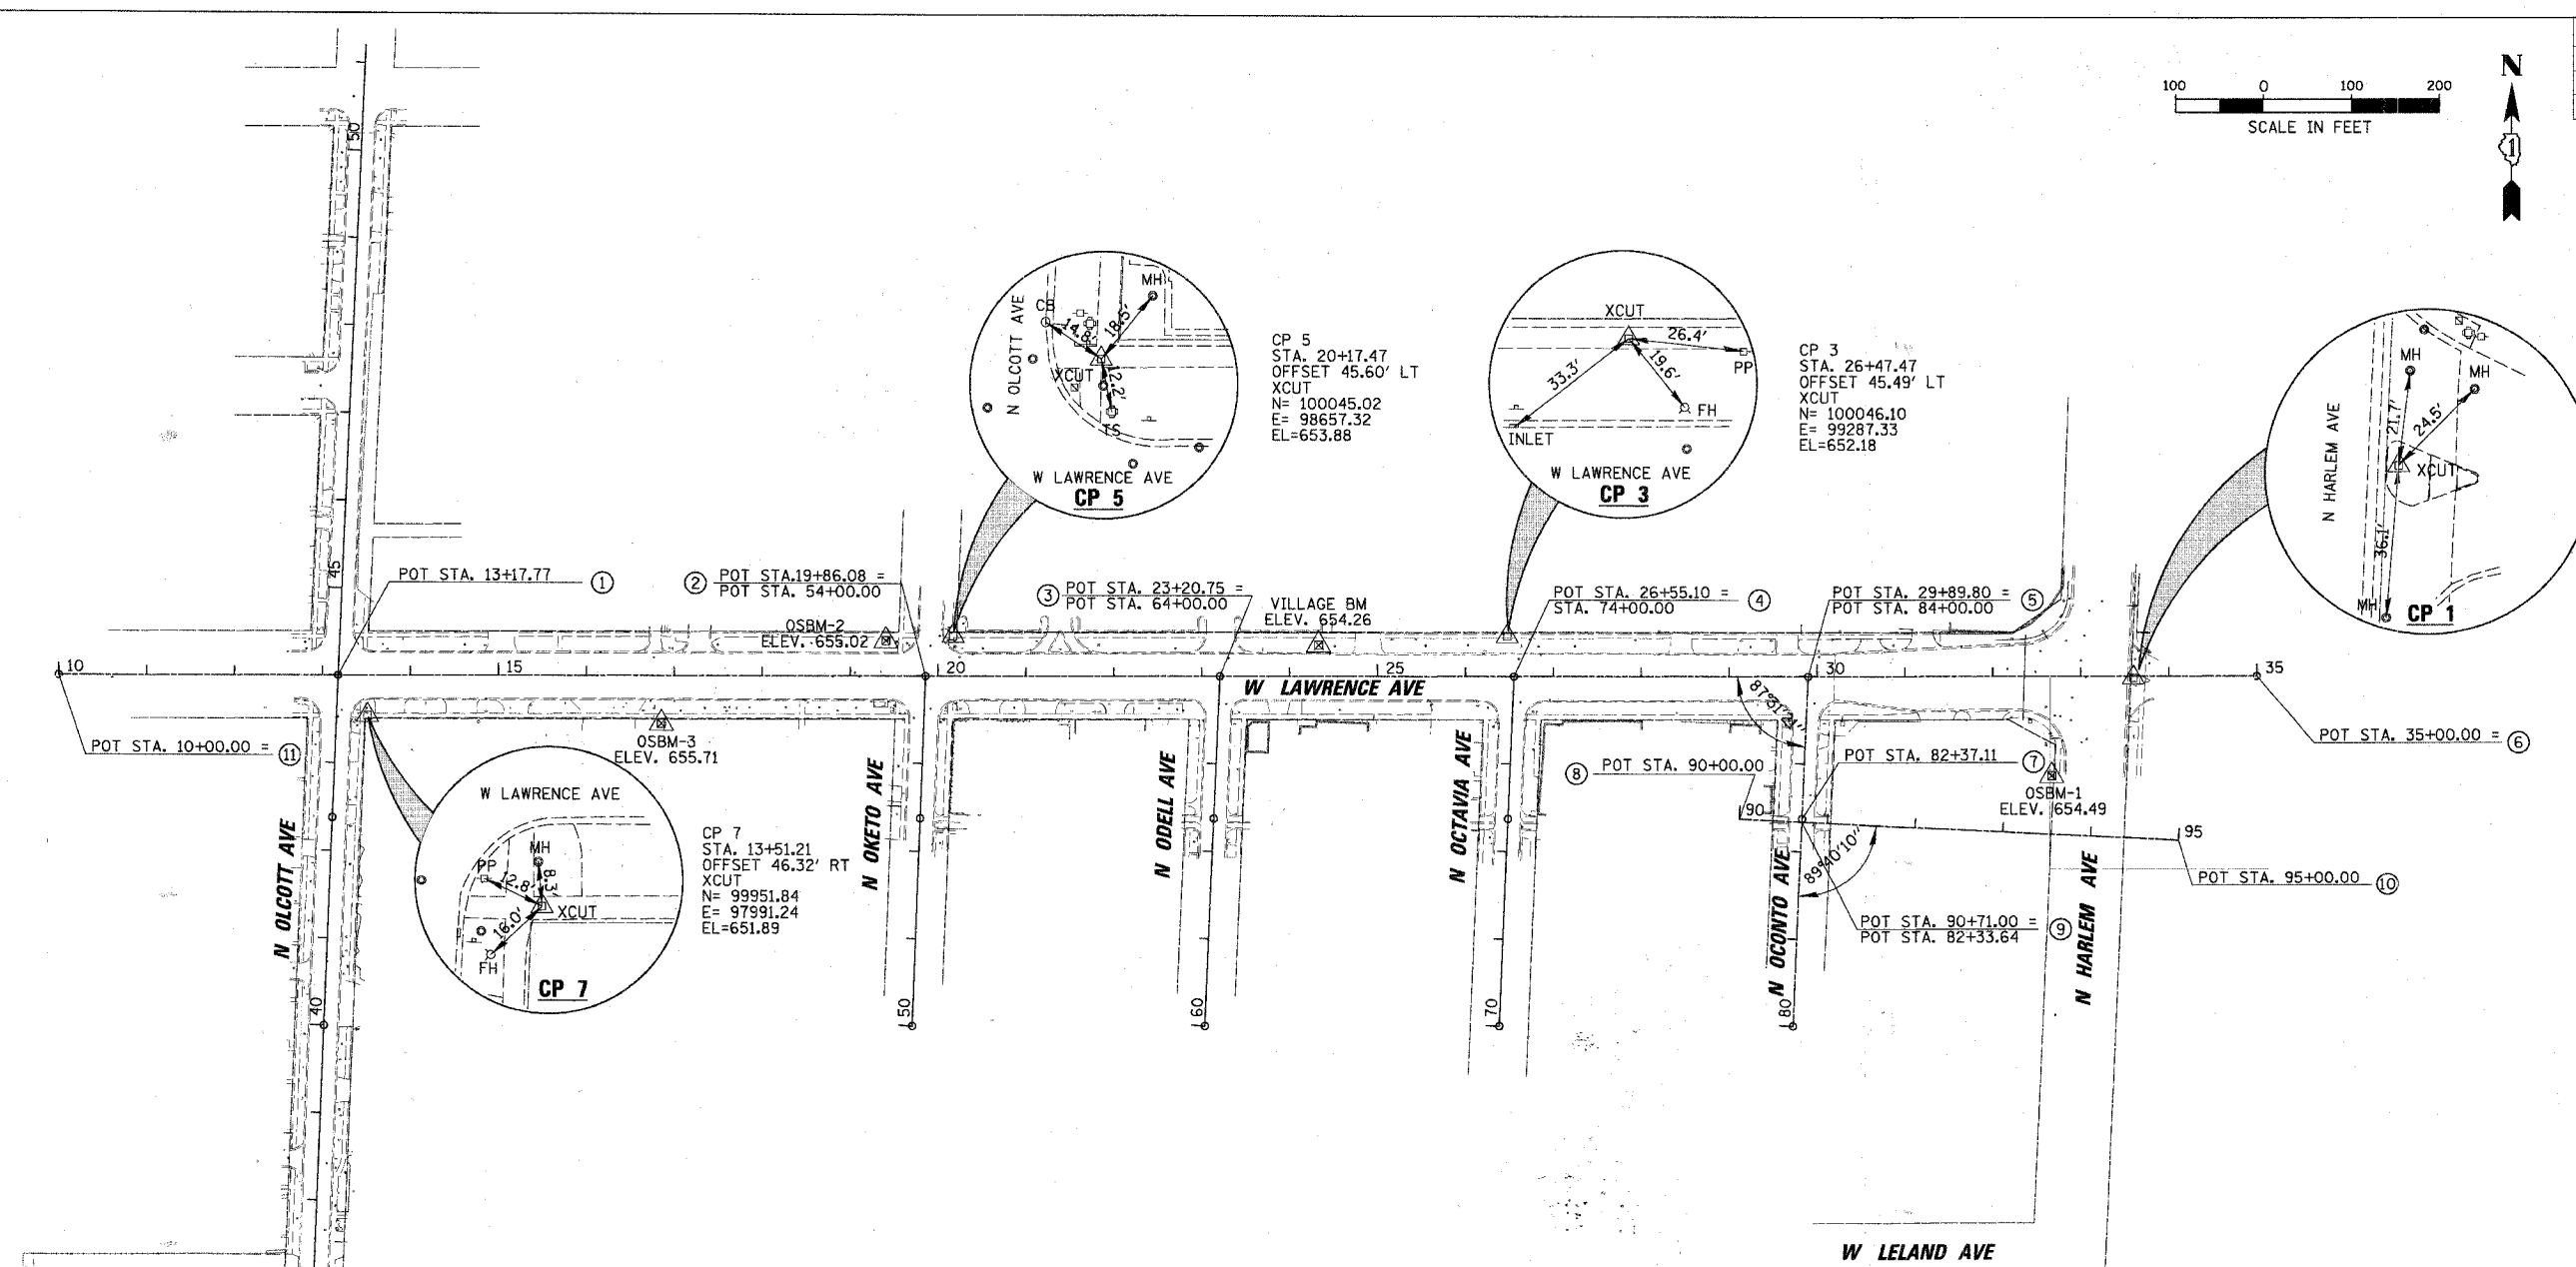 100 0 100 200
SCALE IN FEET
N
1
50
45
40
N OLCOTT AVE
CB
MH
14.8'
18.5'
XCUT
12.2'
TS
W LAWRENCE AVE
CP 5
CP 5
STA. 20+17.47
OFFSET 45.60' LT
XCUT
N= 100045.02
E= 98657.32
EL=653.88
XCUT
26.4'
PP
33.3'
19.6'
FH
INLET
W LAWRENCE AVE
CP 3
CP 3
STA. 26+47.47
OFFSET 45.49' LT
XCUT
N= 100046.10
E= 99287.33
EL=652.18
N HARLEM AVE
MH
MH
21.7'
24.5'
XCUT
36.1'
MH
CP 1
POT STA. 13+17.77 1
2 POT STA.19+86.08 =
POT STA. 54+00.00
3 POT STA. 23+20.75 =
POT STA. 64+00.00
VILLAGE BM
ELEV. 654.26
POT STA. 26+55.10 = 4
STA. 74+00.00
POT STA. 29+89.80 = 5
POT STA. 84+00.00
OSBM-2
ELEV. 655.02
10 15 20 25 30 35
W LAWRENCE AVE
POT STA. 10+00.00 = 11
OSBM-3
ELEV. 655.71
87°31'21"
POT STA. 35+00.00 = 6
POT STA. 82+37.11 7
8 POT STA. 90+00.00
OSBM-1
ELEV. 654.49
90 95
89°40'10"
POT STA. 95+00.00 10
POT STA. 90+71.00 = 9
POT STA. 82+33.64
W LAWRENCE AVE
PP
MH
12.8'
8.3'
XCUT
16.0'
FH
CP 7
CP 7
STA. 13+51.21
OFFSET 46.32' RT
XCUT
N= 99951.84
E= 97991.24
EL=651.89
N OLCOTT AVE
N OKETO AVE
N ODELL AVE
N OCTAVIA AVE
N OCONTO AVE
N HARLEM AVE
50
60
70
80
W LELAND AVE